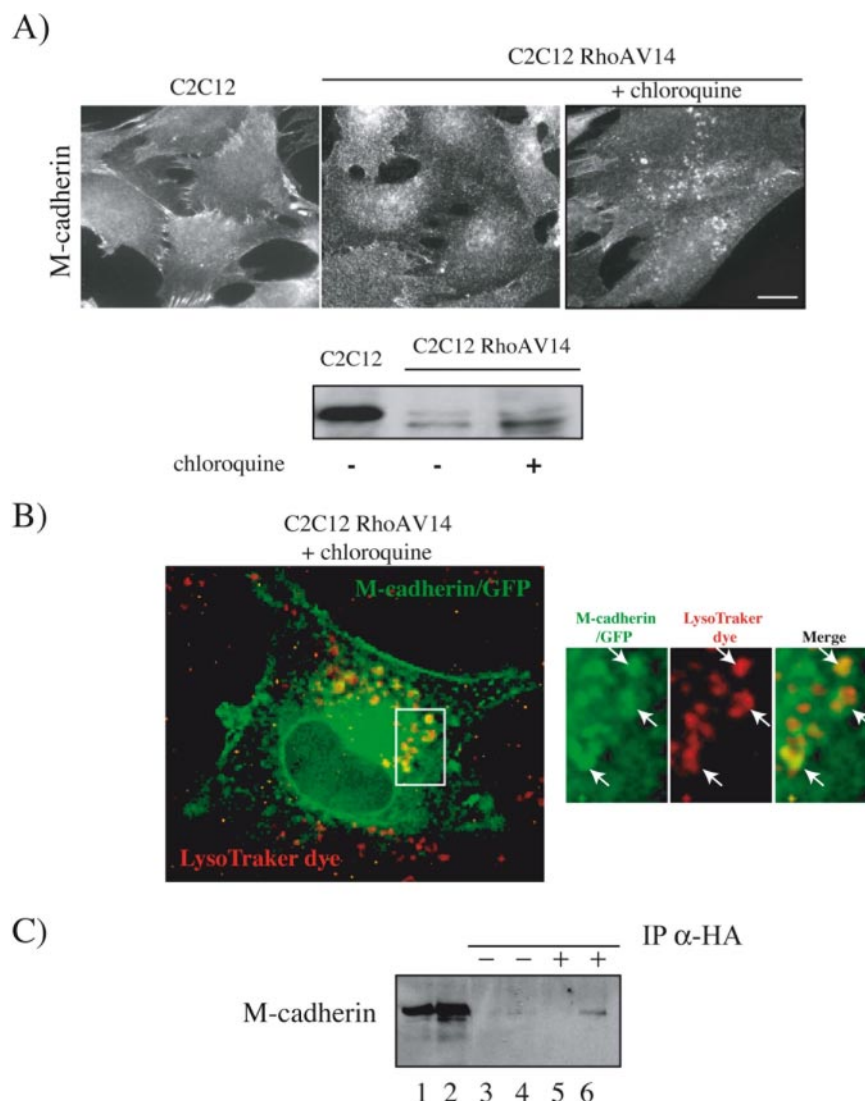 A)
C2C12 RhoAV14
C2C12
+ chloroquine
M-cadherin
C2C12 RhoAV14
C2C12
chloroquine - - +
B)
C2C12 RhoAV14
+ chloroquine
M-cadherin/GFP
LysoTraker dye
M-cadherin
/GFP
LysoTraker
dye
Merge
C)
IP α-HA
− − + +
M-cadherin
1 2 3 4 5 6